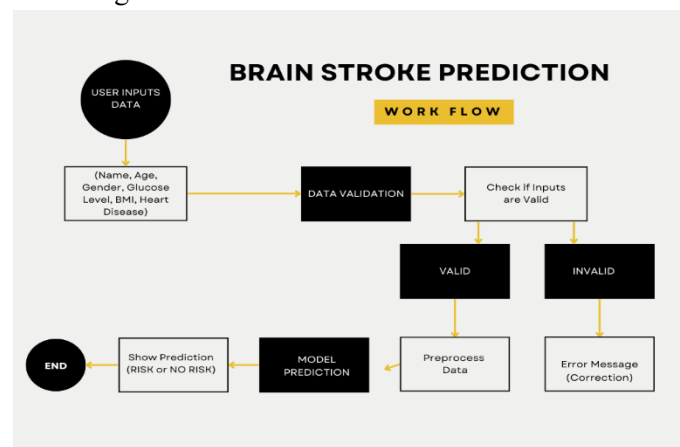 BRAIN STROKE PREDICTION
WORK FLOW
USER INPUTS
DATA
(Name, Age,
Gender, Glucose
Level, BMI, Heart
Disease)
DATA VALIDATION
Check if Inputs
are Valid
VALID
INVALID
Preprocess
Data
Error Message
(Correction)
MODEL
PREDICTION
Show Prediction
(RISK or NO RISK)
END